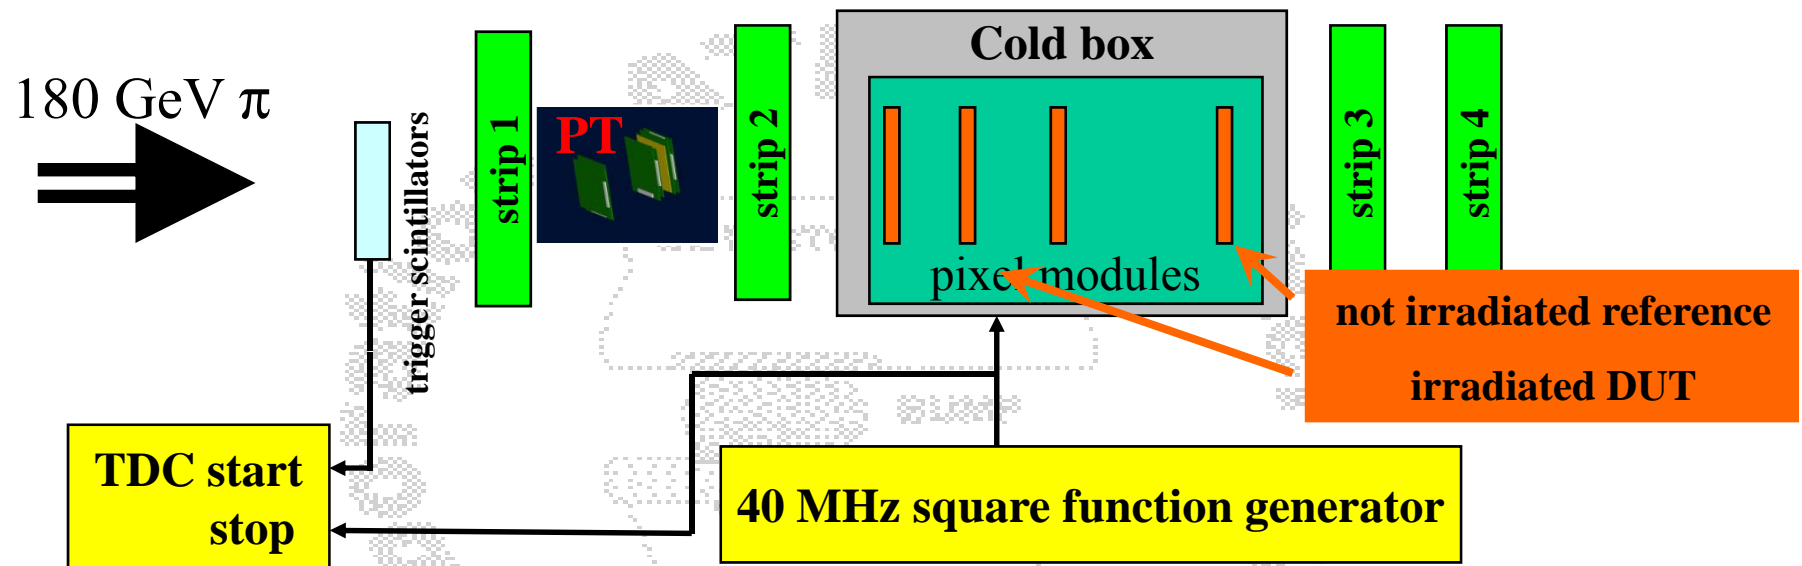 180 GeV π
trigger scintillators
strip 1
PT
strip 2
Cold box
pixel modules
strip 3
strip 4
not irradiated reference
irradiated DUT
TDC start
stop
40 MHz square function generator